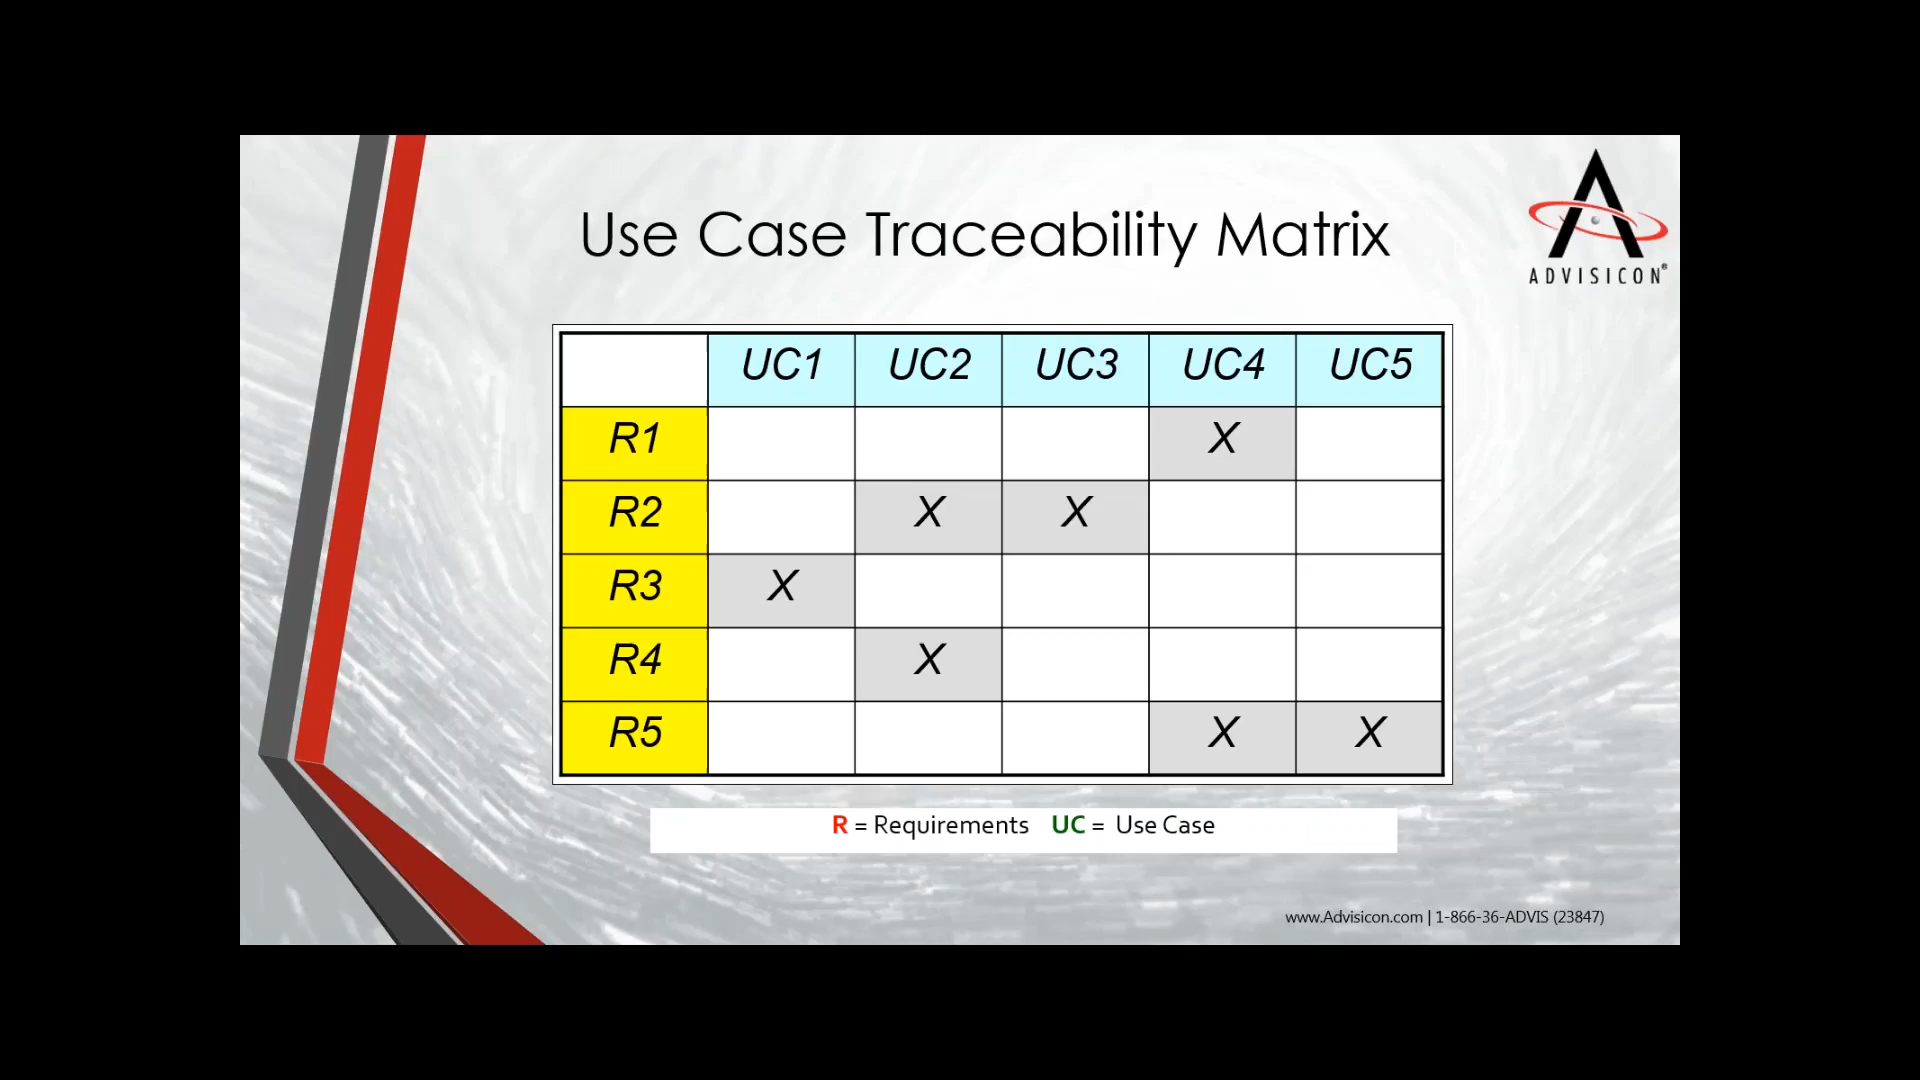 Use Case Traceability Matrix
ADVISICON®
UC1 UC2 UC3 UC4 UC5
R1 X
R2 X X
R3 X
R4 X
R5 X X
R = Requirements UC = Use Case
www.Advisicon.com | 1-866-36-ADVIS (23847)